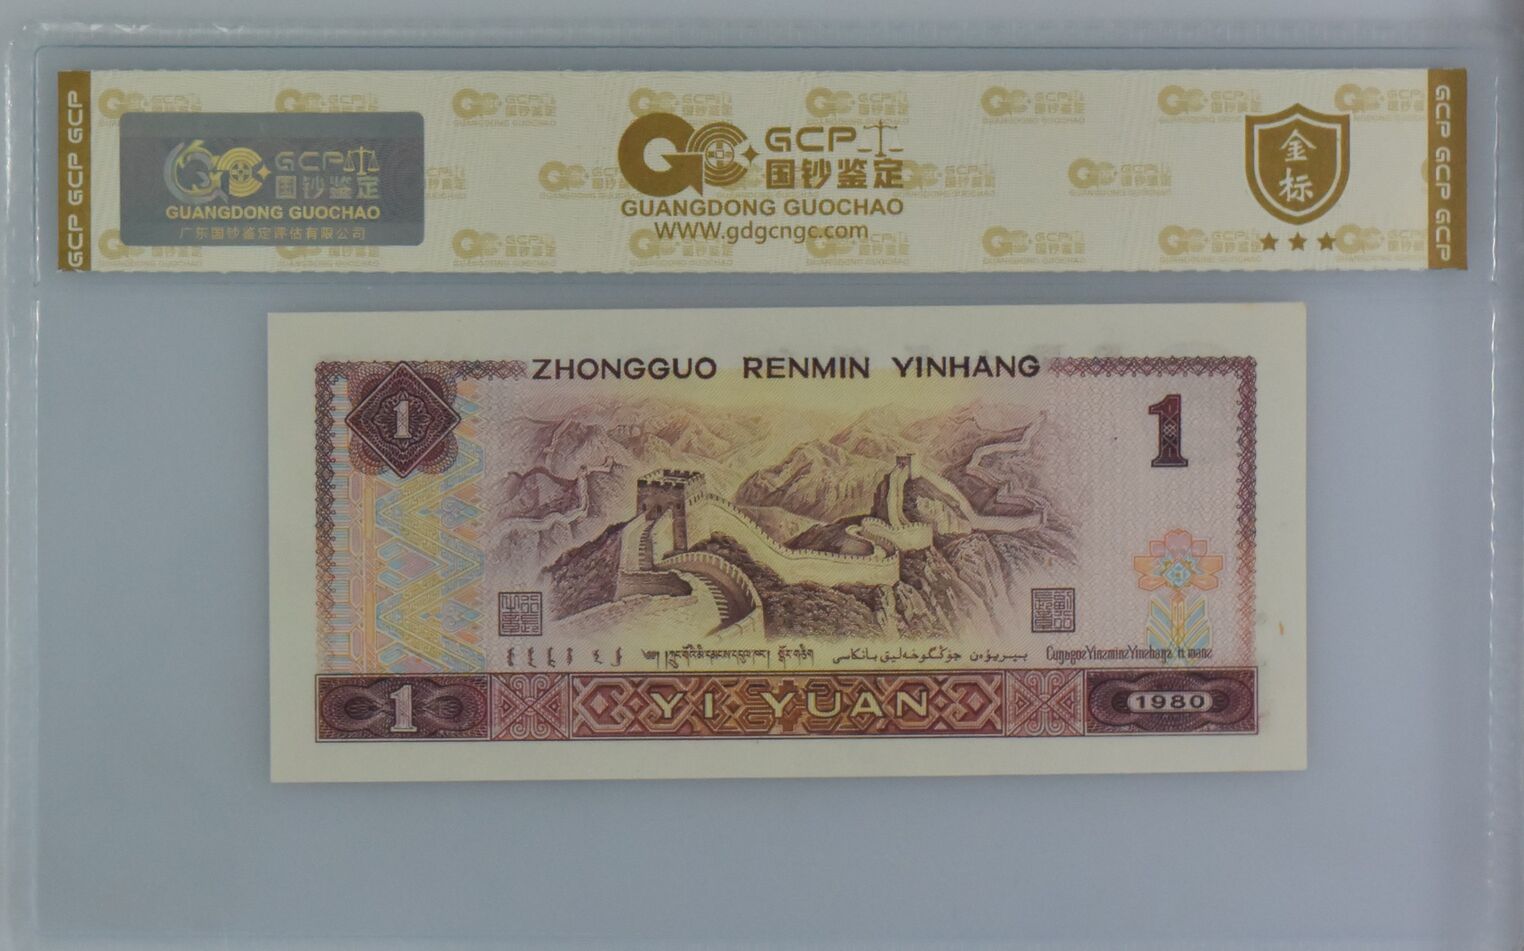 GCP GCP GCP
GCP
国钞鉴定
GUANGDONG GUOCHAO
广东国钞鉴定评估有限公司
GCP
国钞鉴定
GUANGDONG GUOCHAO
WWW.gdgcngc.com
金标
GCP GCP GCP
ZHONGGUO RENMIN YINHANG
1
1
YI YUAN
1
1980